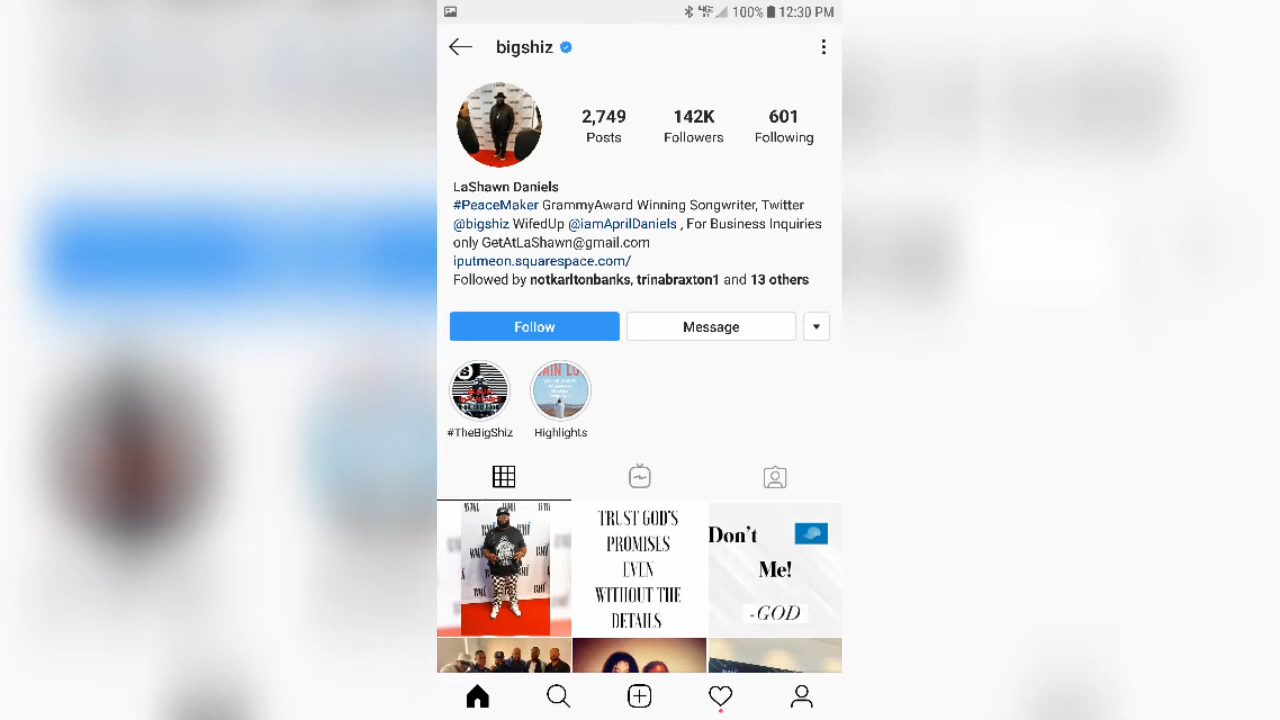 100% 12:30 PM
bigshiz
2,749 142K 601
Posts Followers Following
LaShawn Daniels
#PeaceMaker GrammyAward Winning Songwriter, Twitter
@bigshiz WifedUp @iamAprilDaniels , For Business Inquiries
only GetAtLaShawn@gmail.com
iputmeon.squarespace.com/
Followed by notkarltonbanks, trinabraxton1 and 13 others
Follow Message
#TheBigShiz Highlights
TRUST GOD'S
PROMISES
EVEN
WITHOUT THE
DETAILS
Don't
Me!
-GOD